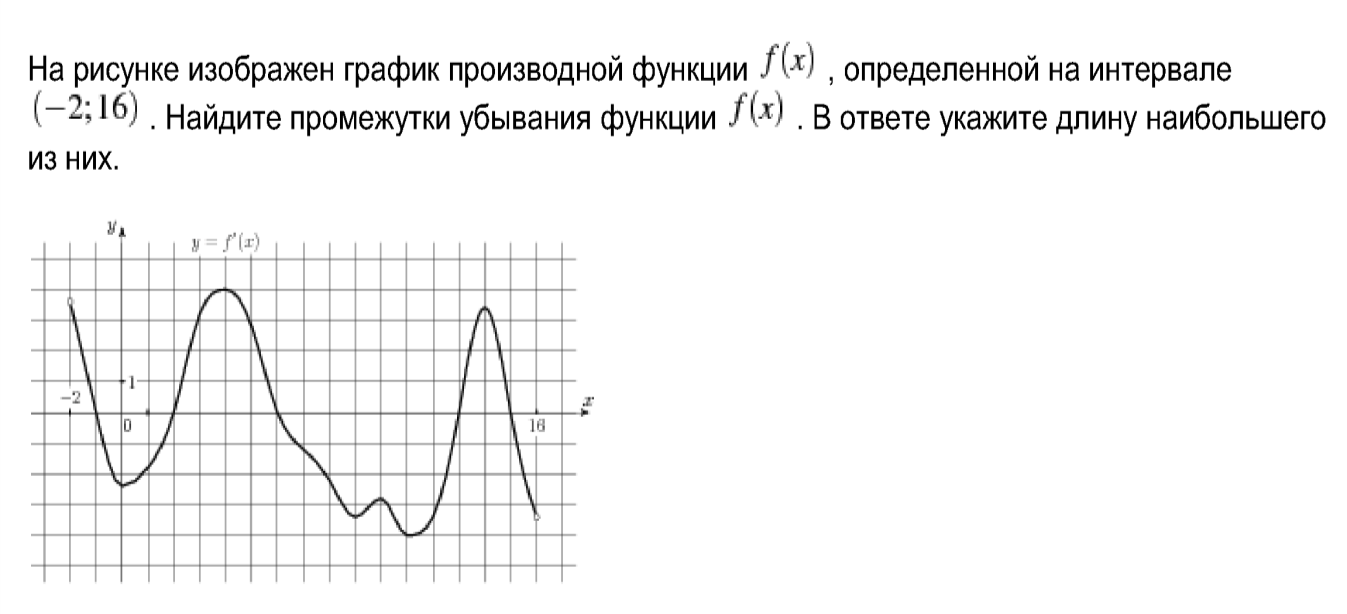 На рисунке изображен график производной функции f(x) , определенной на интервале
(−2;16) . Найдите промежутки убывания функции f(x) . В ответе укажите длину наибольшего
из них.
y
y = f'(x)
1
−2
x
0
16